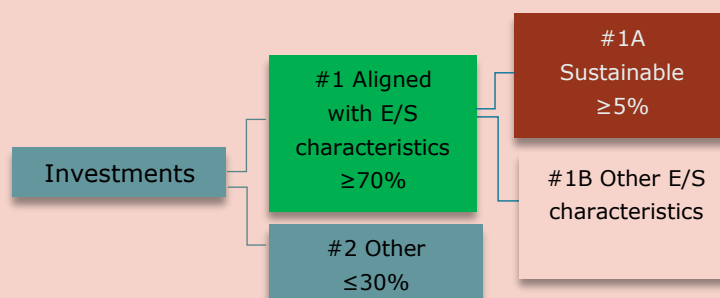 Investments
#1 Aligned
with E/S
characteristics
≥70%
#2 Other
≤30%
#1A
Sustainable
≥5%
#1B Other E/S
characteristics